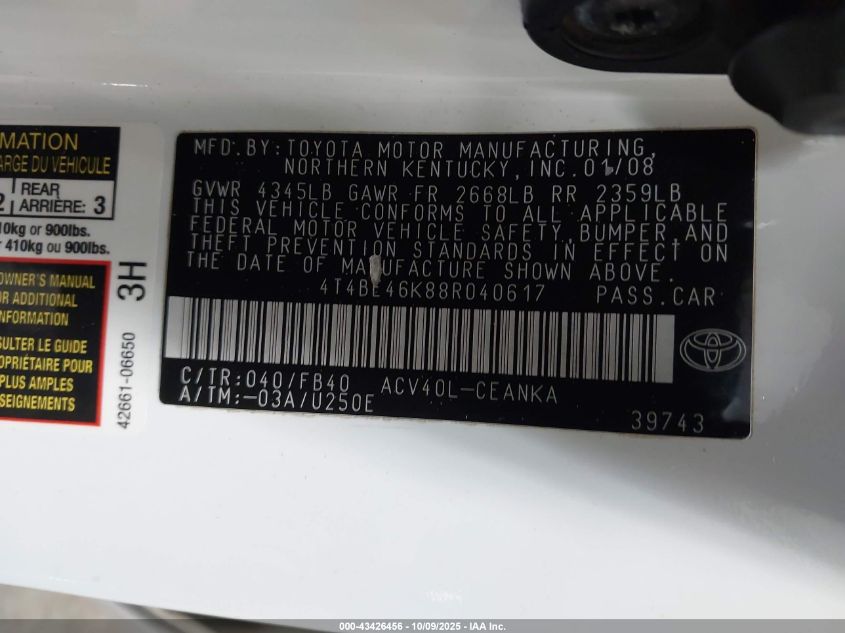 MATION
ARGE DU VÉHICULE
2 REAR
ARRIÈRE: 3
10kg or 900lbs.
r 410kg ou 900lbs.
OWNER'S MANUAL
OR ADDITIONAL
INFORMATION
SULTER LE GUIDE
OPRIÉTAIRE POUR
PLUS AMPLES
SEIGNEMENTS
3H
42661-06650
MFD. BY: TOYOTA MOTOR MANUFACTURING,
NORTHERN KENTUCKY, INC. 01/08
GVWR 4345LB GAWR FR 2668LB RR 2359LB
THIS VEHICLE CONFORMS TO ALL APPLICABLE
FEDERAL MOTOR VEHICLE SAFETY, BUMPER AND
THEFT PREVENTION STANDARDS IN EFFECT ON
THE DATE OF MANUFACTURE SHOWN ABOVE.
4T4BE46K88R040617 PASS.CAR
C/TR:040/FB40 ACV40L-CEANKA
A/TM:-03A/U250E
39743
000-43426456 - 10/09/2025 - IAA Inc.